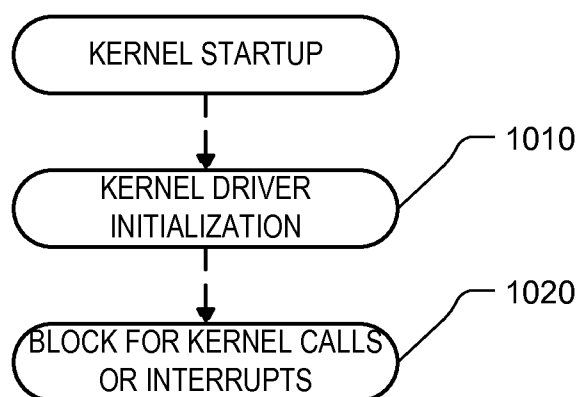 KERNEL STARTUP
1010
KERNEL DRIVER
INITIALIZATION
1020
BLOCK FOR KERNEL CALLS
OR INTERRUPTS